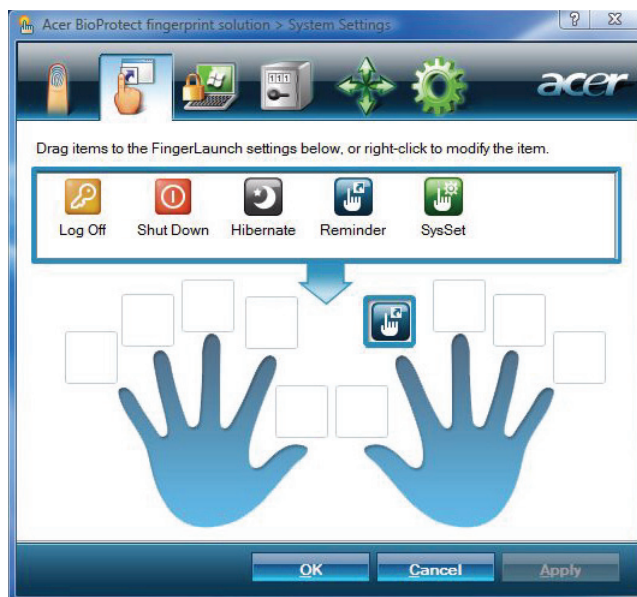 Acer BioProtect fingerprint solution > System Settings
acer
Drag items to the FingerLaunch settings below, or right-click to modify the item.
Log Off Shut Down Hibernate Reminder SysSet
OK Cancel Apply